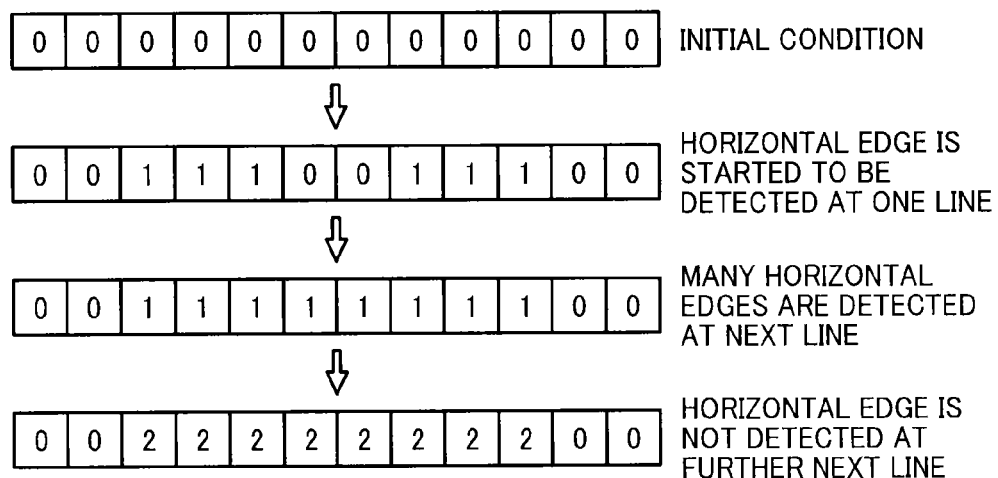 0 0 0 0 0 0 0 0 0 0 0 0 INITIAL CONDITION
0 0 1 1 1 0 0 1 1 1 0 0
HORIZONTAL EDGE IS
STARTED TO BE
DETECTED AT ONE LINE
0 0 1 1 1 1 1 1 1 1 0 0
MANY HORIZONTAL
EDGES ARE DETECTED
AT NEXT LINE
0 0 2 2 2 2 2 2 2 2 0 0
HORIZONTAL EDGE IS
NOT DETECTED AT
FURTHER NEXT LINE